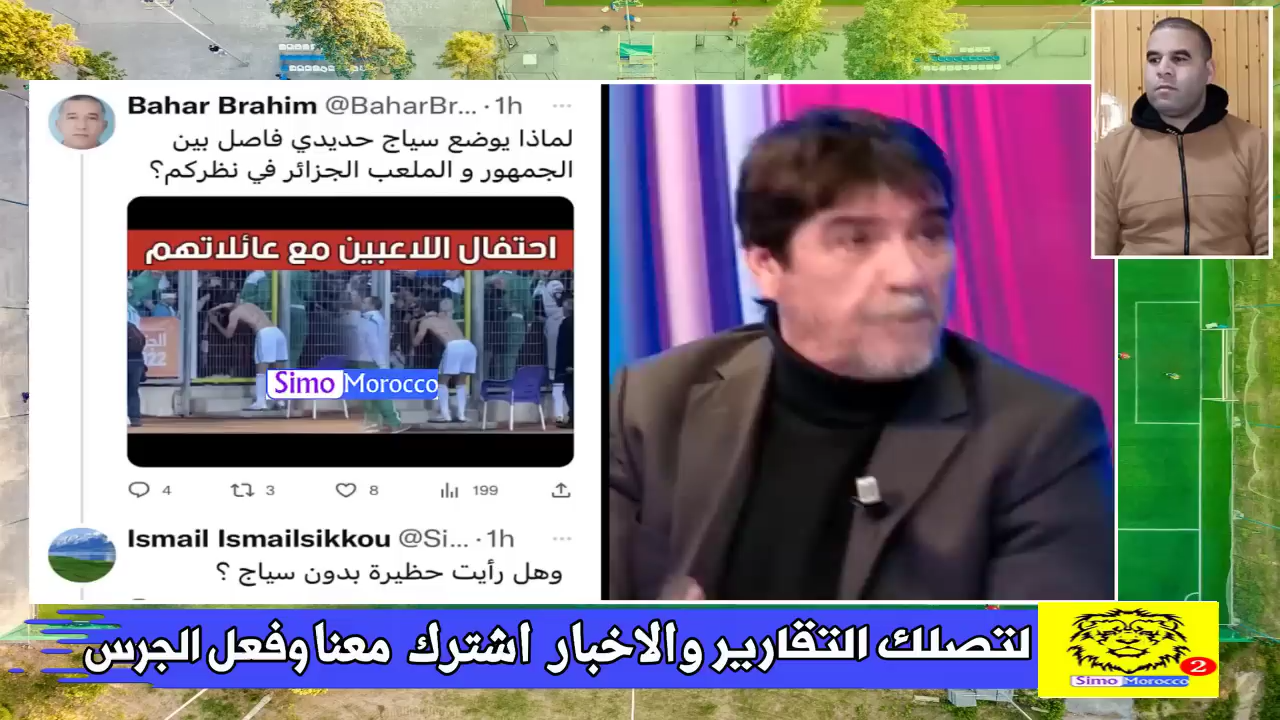 Bahar Brahim @BaharBr... · 1h
لماذا يوضع سياج حديدي فاصل بين
الجمهور و الملعب الجزائر في نظركم؟
احتفال اللاعبين مع عائلاتهم
Simo Morocco
4 3 8 199
Ismail Ismailsikkou @Si... · 1h
وهل رأيت حظيرة بدون سياج ؟
لتصلك التقارير والاخبار اشترك معنا وفعل الجرس
2
Simo Morocco